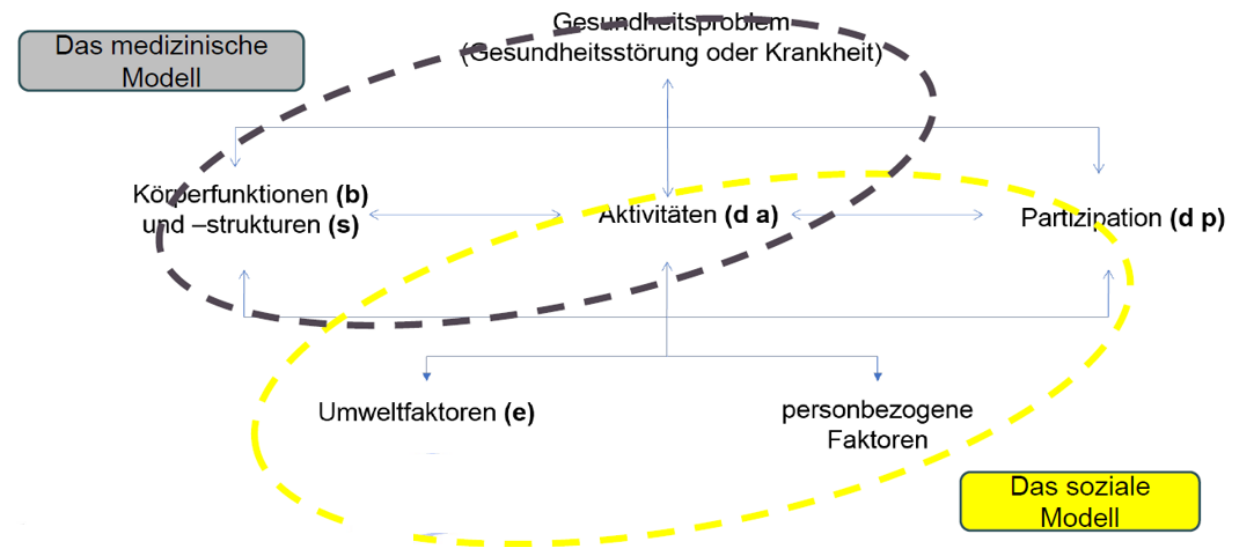 Das medizinische
Modell
Gesundheitsproblem
(Gesundheitsstörung oder Krankheit)
Körperfunktionen (b)
und –strukturen (s)
Aktivitäten (d a)
Partizipation (d p)
Umweltfaktoren (e)
personbezogene
Faktoren
Das soziale
Modell